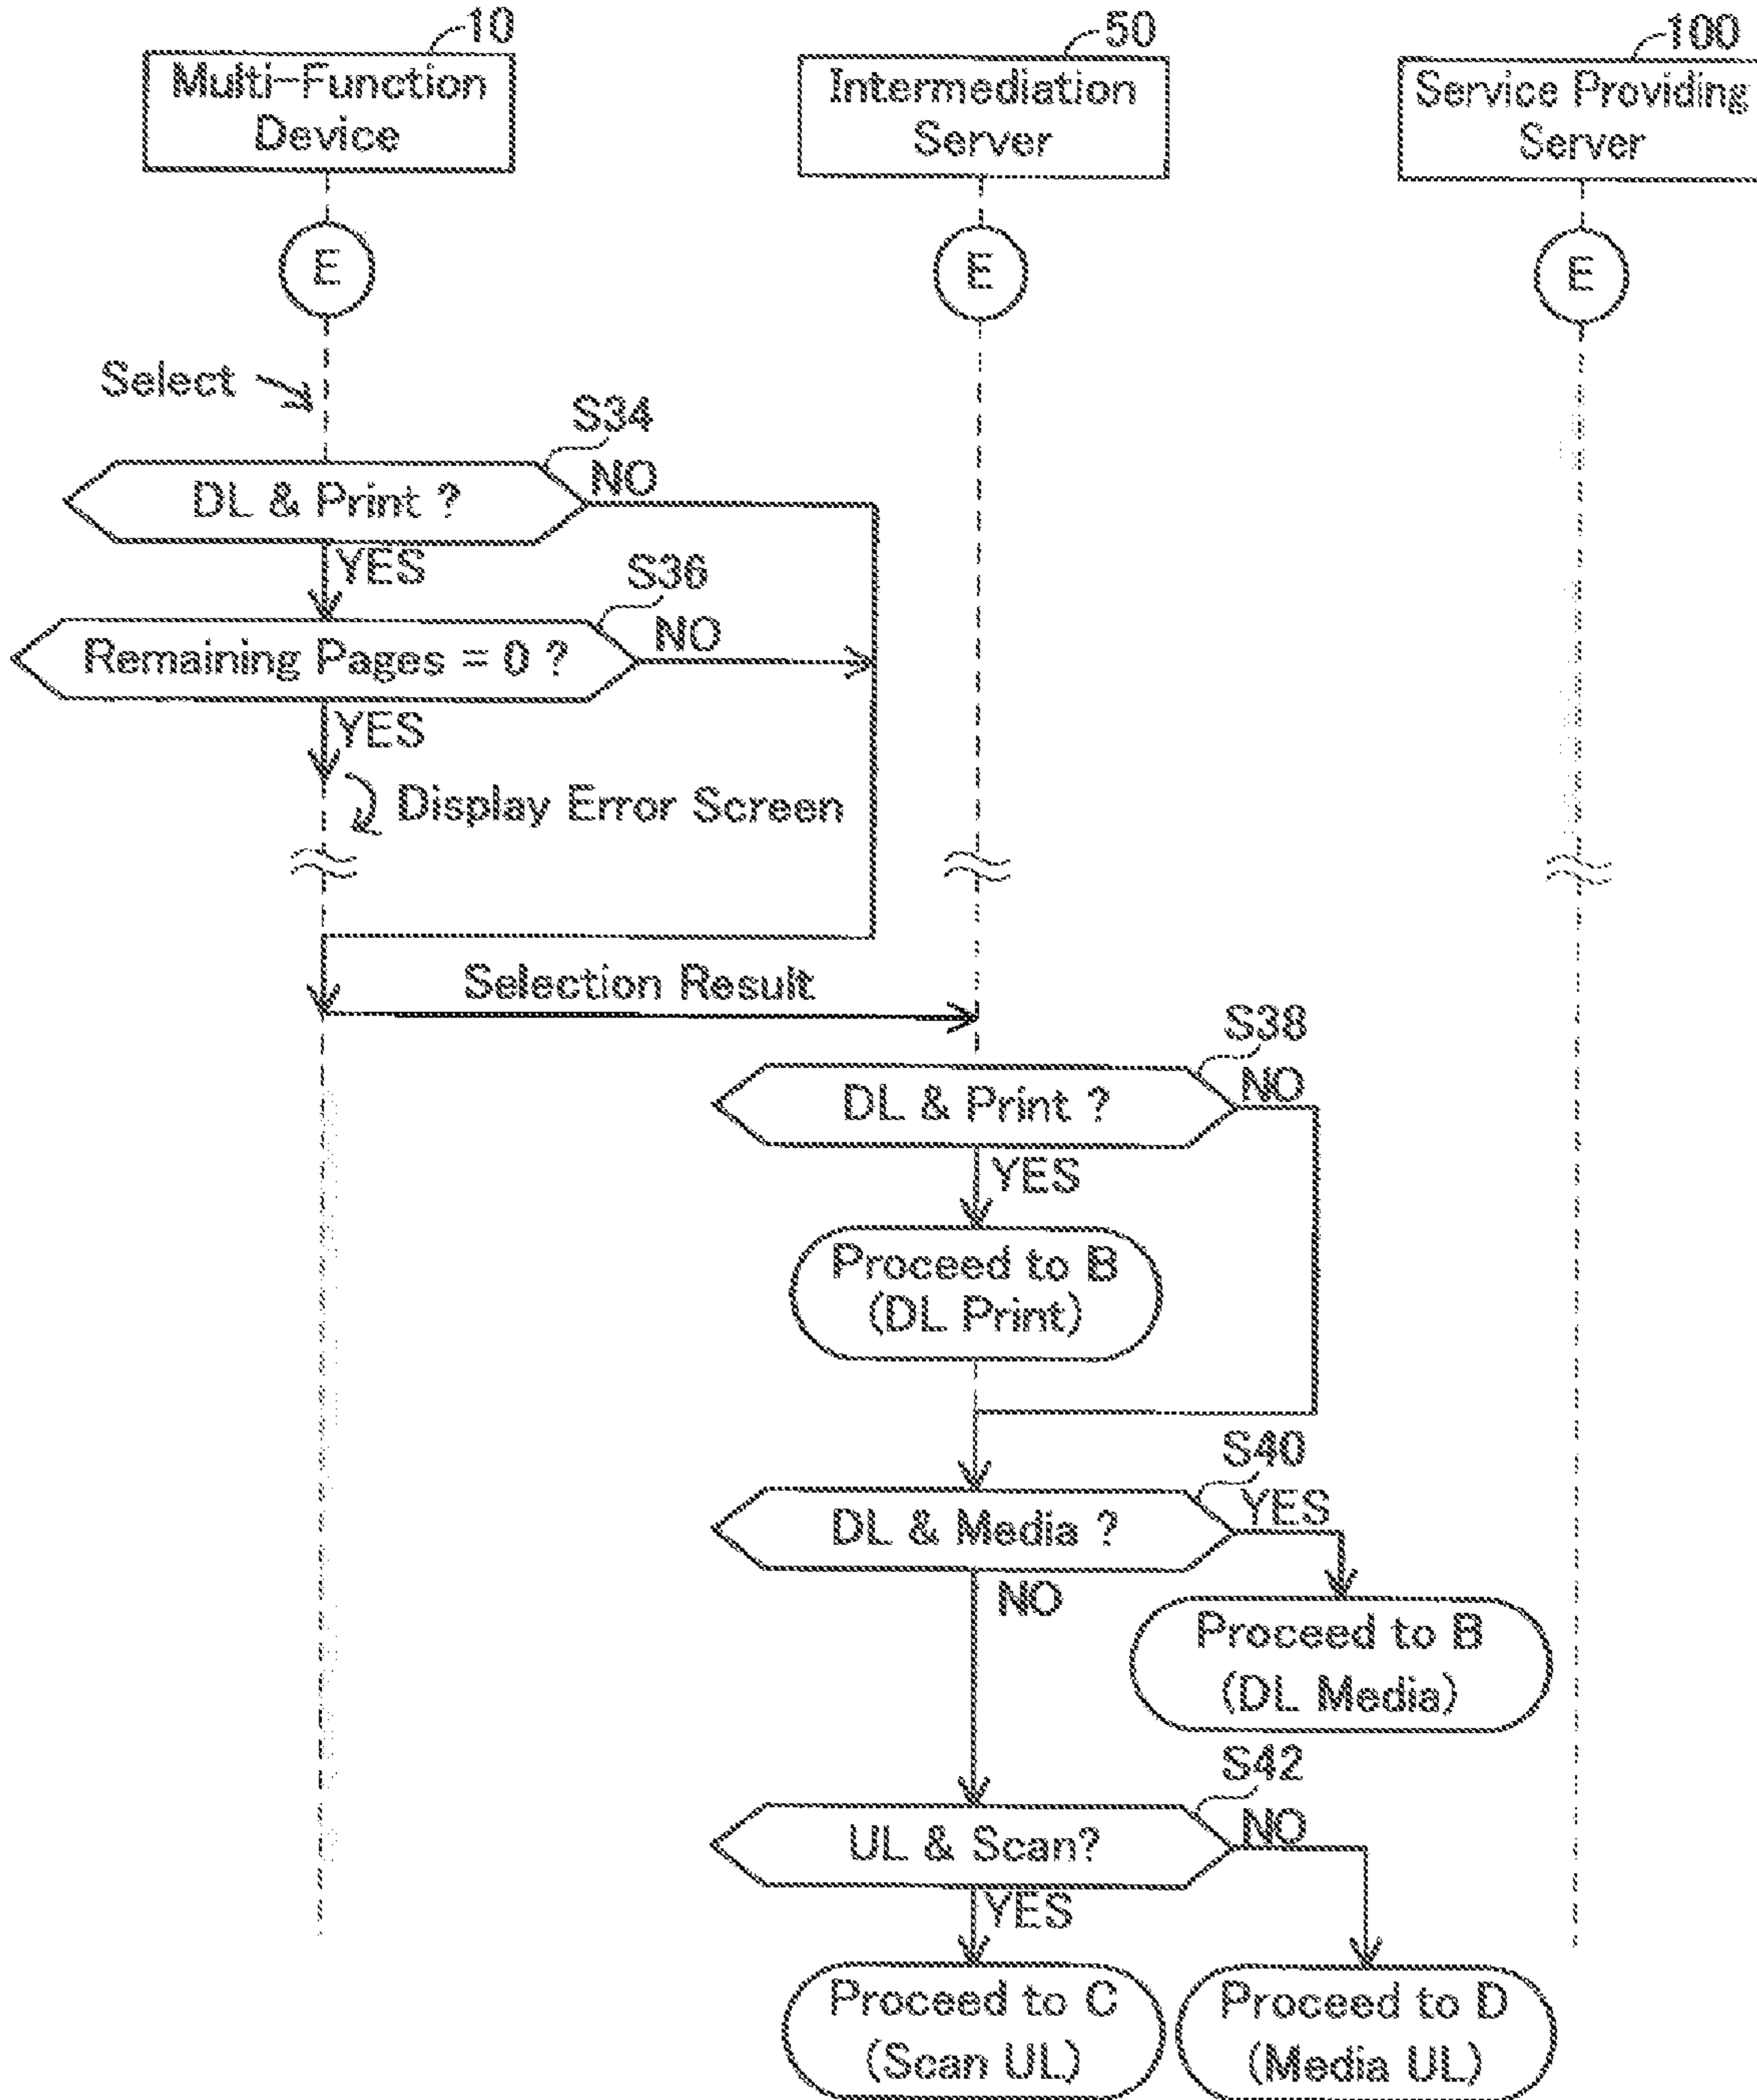 10
Multi-Function
Device
50
Intermediation
Server
100
Service Providing
Server
E
E
E
Select
S34
DL & Print ?
NO
YES
S36
Remaining Pages = 0 ?
NO
YES
Display Error Screen
Selection Result
S38
DL & Print ?
NO
YES
Proceed to B
(DL Print)
S40
DL & Media ?
YES
NO
Proceed to B
(DL Media)
S42
UL & Scan?
NO
YES
Proceed to C
(Scan UL)
Proceed to D
(Media UL)